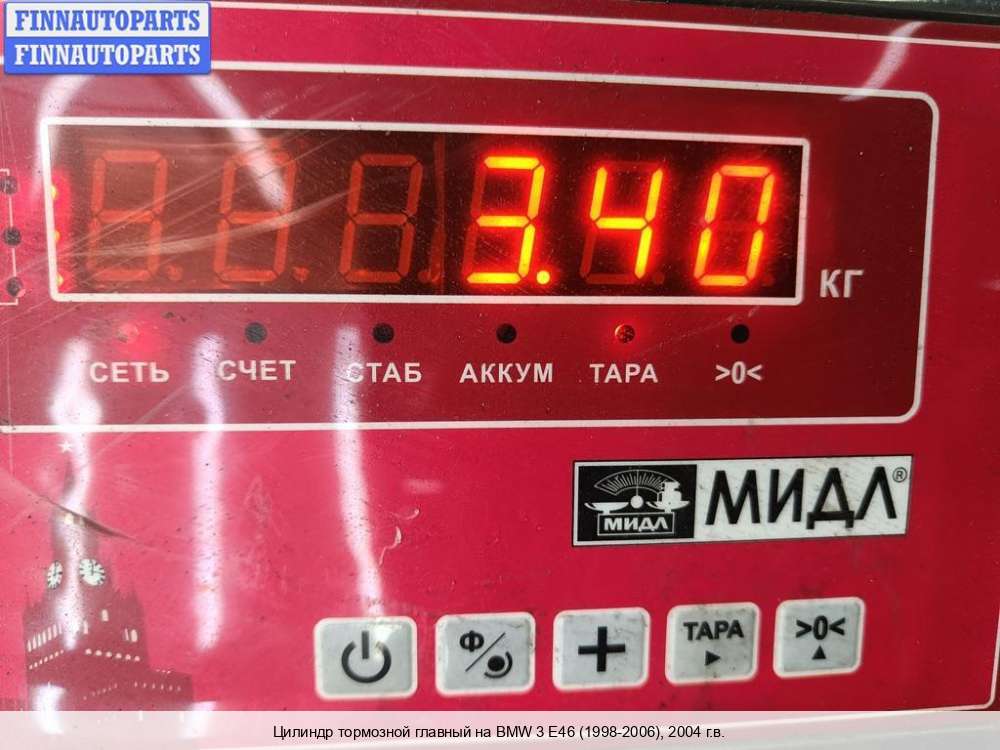 FINNAUTOPARTS
FINNAUTOPARTS
3.40
КГ
СЕТЬ СЧЕТ СТАБ АККУМ ТАРА >0<
МИДЛ МИДЛ®
Ф ТАРА >0<
Цилиндр тормозной главный на BMW 3 E46 (1998-2006), 2004 г.в.